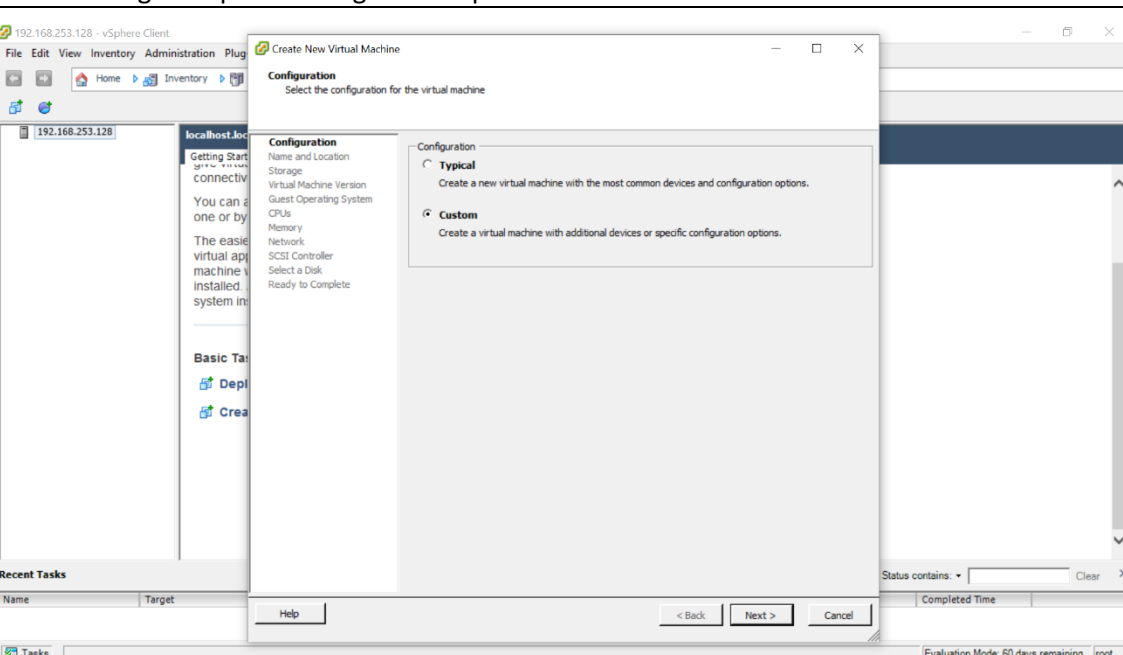 192.168.253.128 - vSphere Client
File Edit View Inventory Administration Plug
Home Inventory
192.168.253.128
localhost.loc
Getting Start
connectiv
You can a
one or by
The easie
virtual app
machine
installed.
system in
Basic Ta
Depl
Crea
Create New Virtual Machine
Configuration
Select the configuration for the virtual machine
Configuration
Name and Location
Storage
Virtual Machine Version
Guest Operating System
CPUs
Memory
Network
SCSI Controller
Select a Disk
Ready to Complete
Configuration
Typical
Create a new virtual machine with the most common devices and configuration options.
Custom
Create a virtual machine with additional devices or specific configuration options.
Help
< Back Next > Cancel
Recent Tasks
Status contains: Clear
Name Target Completed Time
Tasks
Evaluation Mode: 60 days remaining root